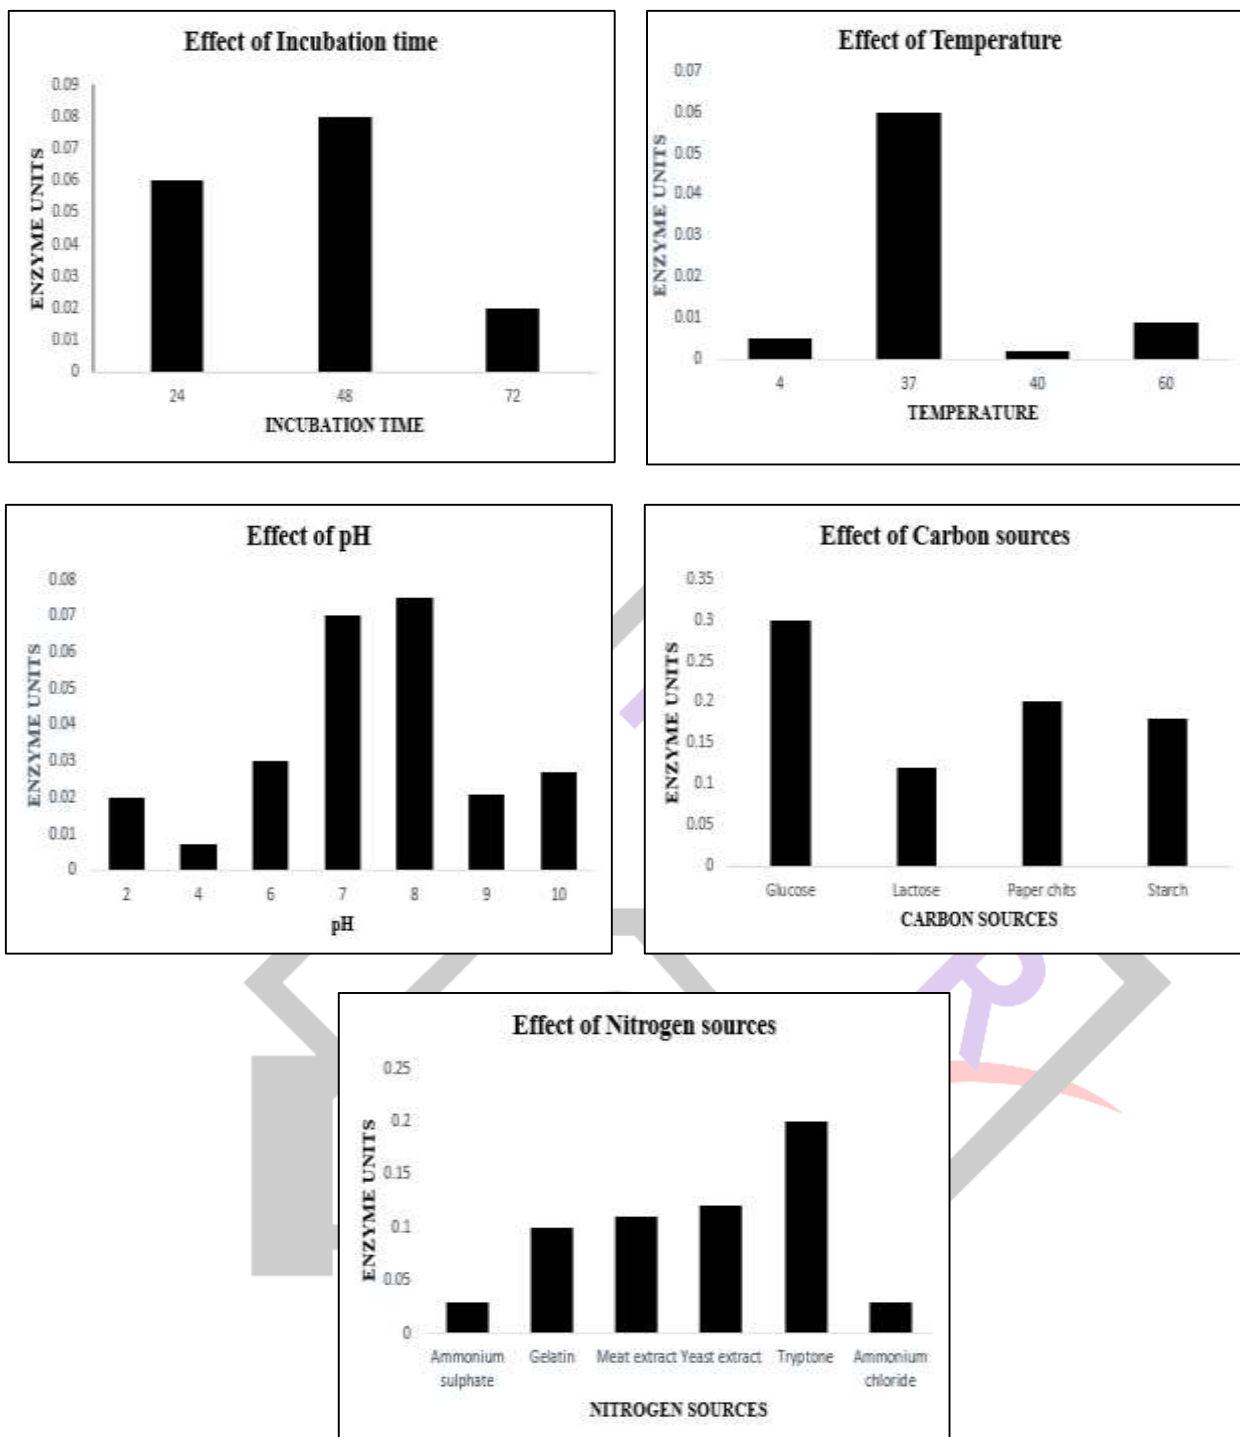 Effect of Incubation time
ENZYME UNITS
0.09
0.08
0.07
0.06
0.05
0.04
0.03
0.02
0.01
0
24 48 72
INCUBATION TIME
Effect of Temperature
ENZYME UNITS
0.07
0.06
0.05
0.04
0.03
0.02
0.01
0
4 37 40 60
TEMPERATURE
Effect of pH
ENZYME UNITS
0.08
0.07
0.06
0.05
0.04
0.03
0.02
0.01
0
2 4 6 7 8 9 10
pH
Effect of Carbon sources
ENZYME UNITS
0.35
0.3
0.25
0.2
0.15
0.1
0.05
0
Glucose Lactose Paper chits Starch
CARBON SOURCES
R
Effect of Nitrogen sources
ENZYME UNITS
0.25
0.2
0.15
0.1
0.05
0
Ammonium Gelatin Meat extract Yeast extract Tryptone Ammonium
sulphate chloride
NITROGEN SOURCES